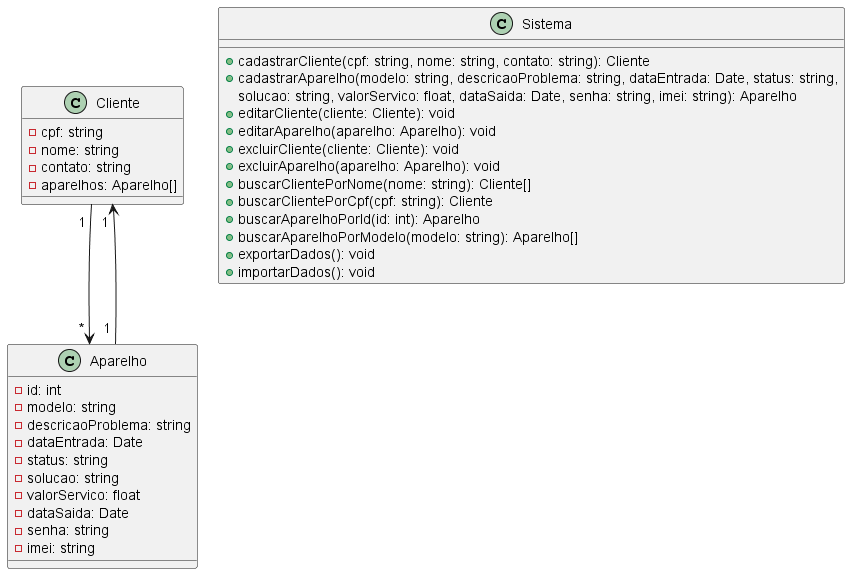 C Cliente
cpf: string
nome: string
contato: string
aparelhos: Aparelho[]
C Sistema
cadastrarCliente(cpf: string, nome: string, contato: string): Cliente
cadastrarAparelho(modelo: string, descricaoProblema: string, dataEntrada: Date, status: string,
solucao: string, valorServico: float, dataSaida: Date, senha: string, imei: string): Aparelho
editarCliente(cliente: Cliente): void
editarAparelho(aparelho: Aparelho): void
excluirCliente(cliente: Cliente): void
excluirAparelho(aparelho: Aparelho): void
buscarClientePorNome(nome: string): Cliente[]
buscarClientePorCpf(cpf: string): Cliente
buscarAparelhoPorId(id: int): Aparelho
buscarAparelhoPorModelo(modelo: string): Aparelho[]
exportarDados(): void
importarDados(): void
1 1
* 1
C Aparelho
id: int
modelo: string
descricaoProblema: string
dataEntrada: Date
status: string
solucao: string
valorServico: float
dataSaida: Date
senha: string
imei: string